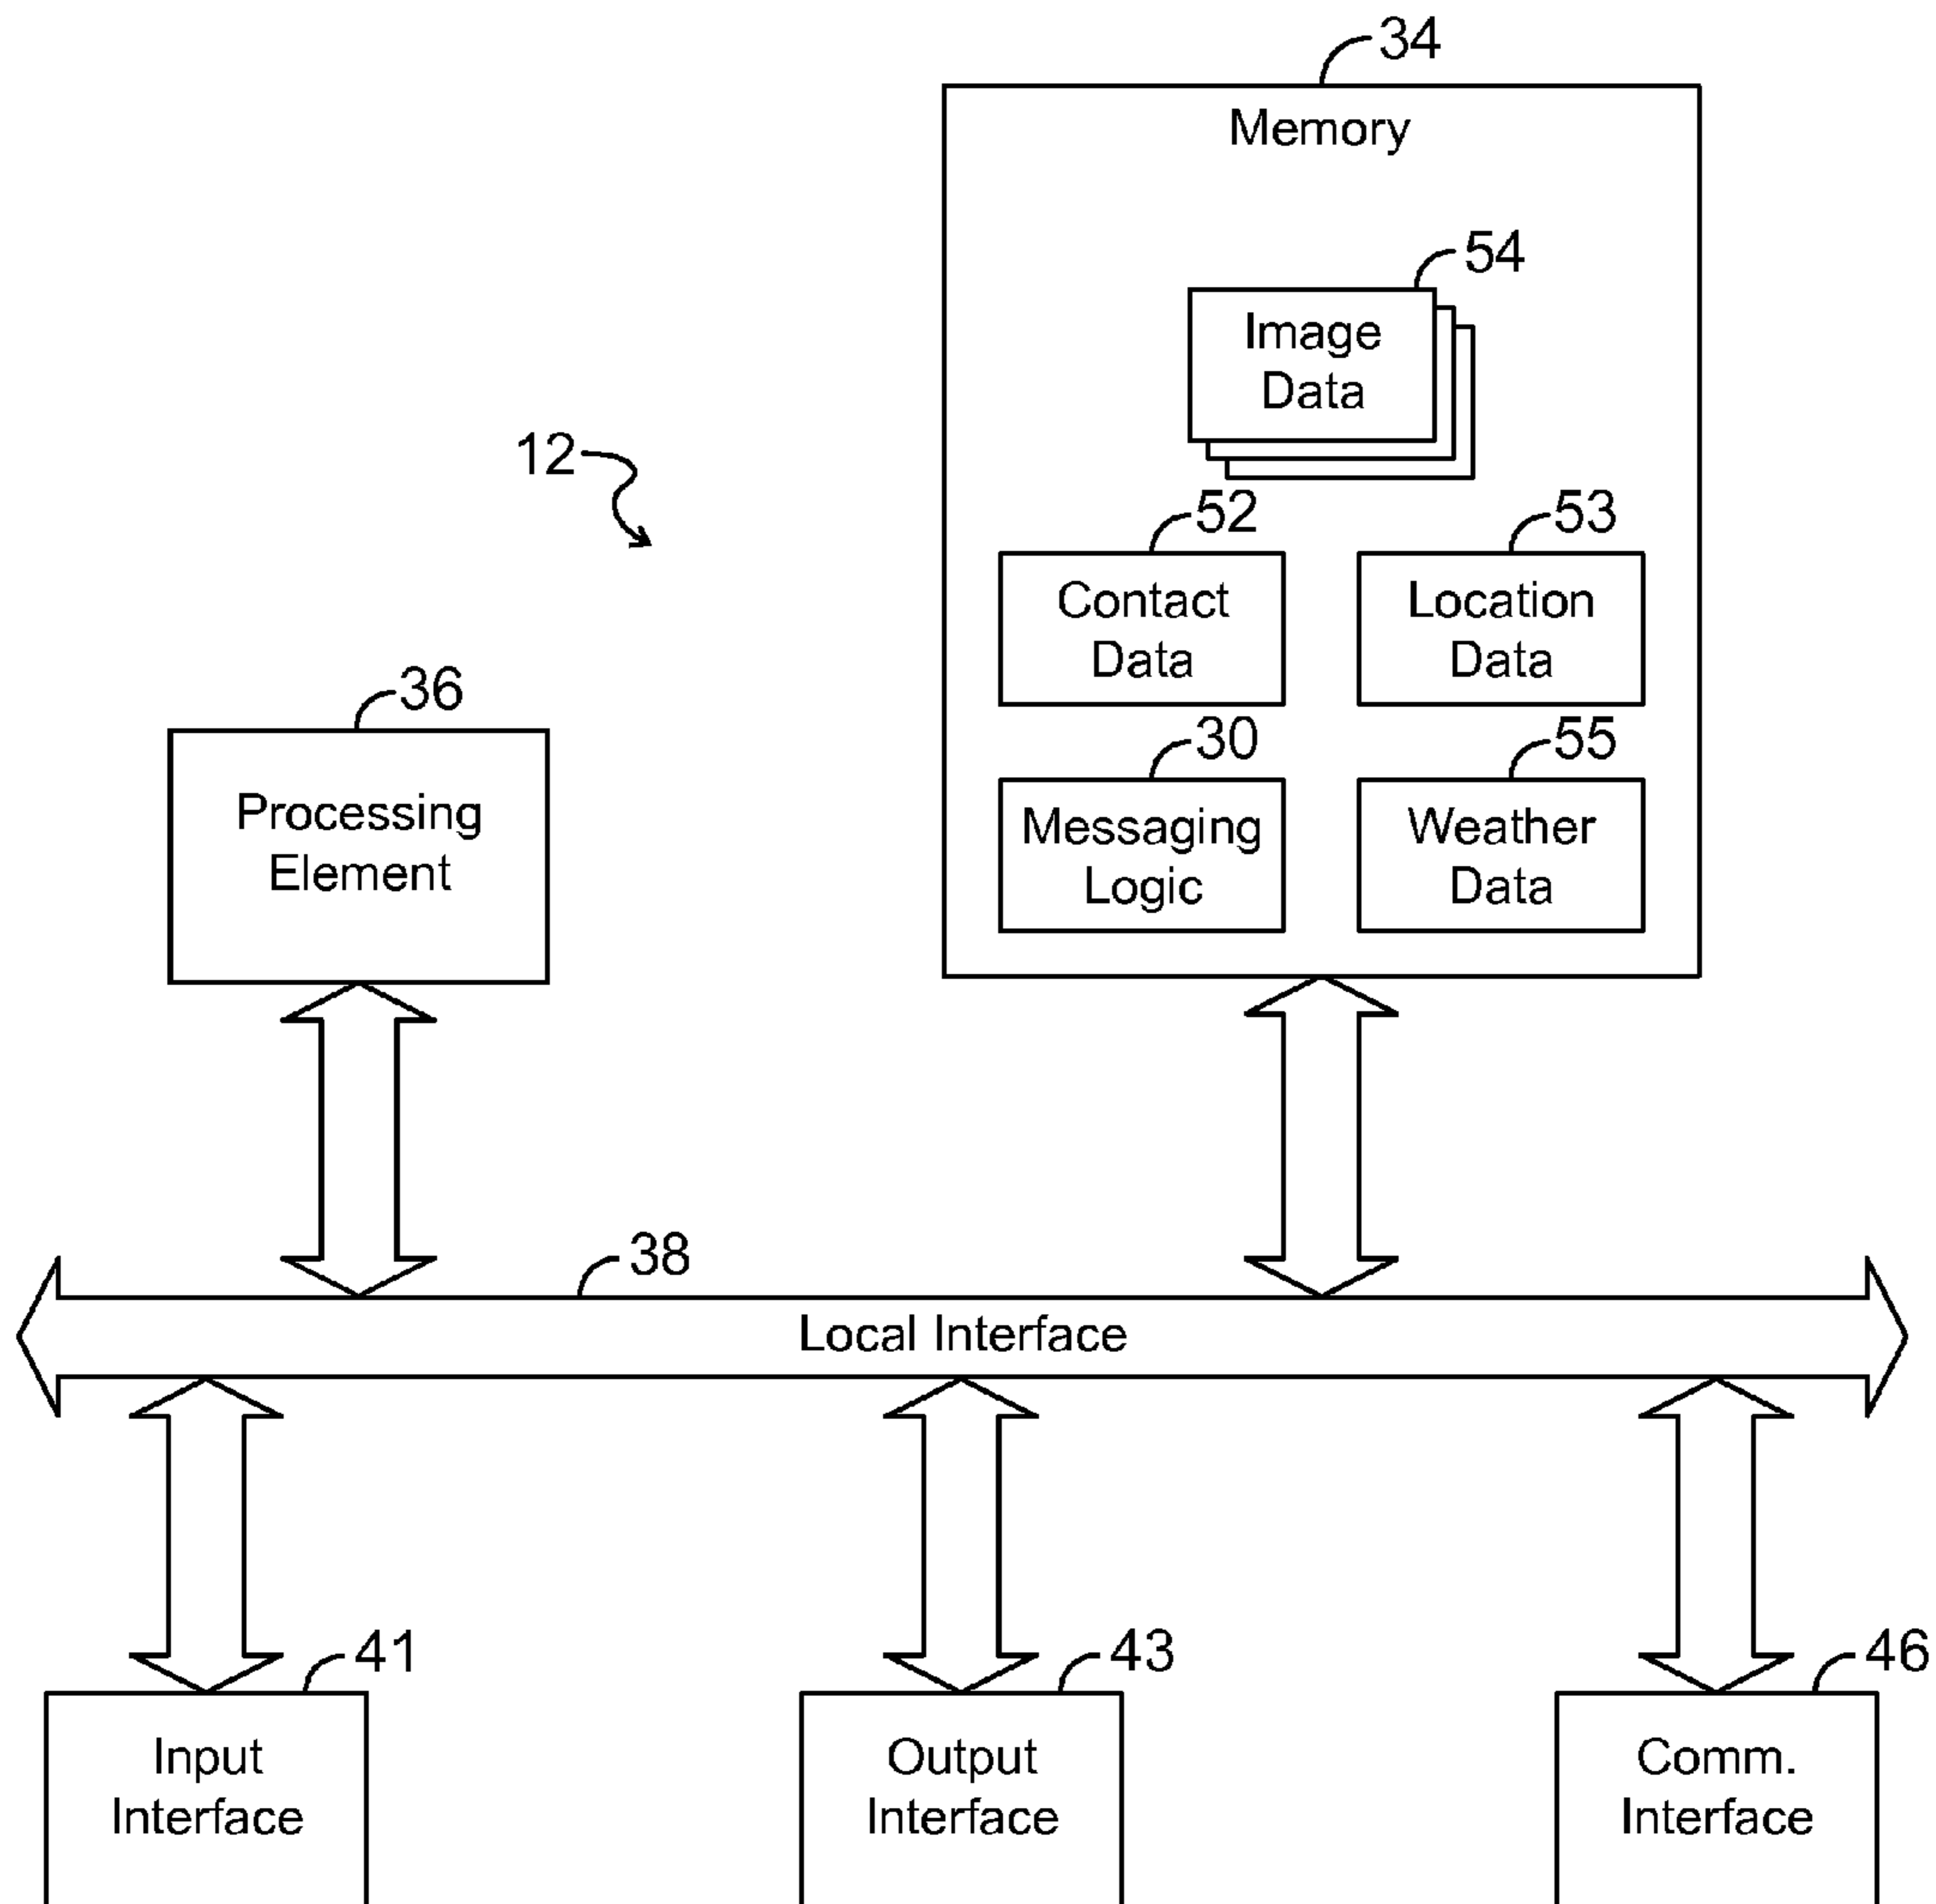 34
Memory
54
Image
Data
12
52
53
Contact
Data
Location
Data
36
30
55
Processing
Element
Messaging
Logic
Weather
Data
38
Local Interface
41
43
46
Input
Interface
Output
Interface
Comm.
Interface